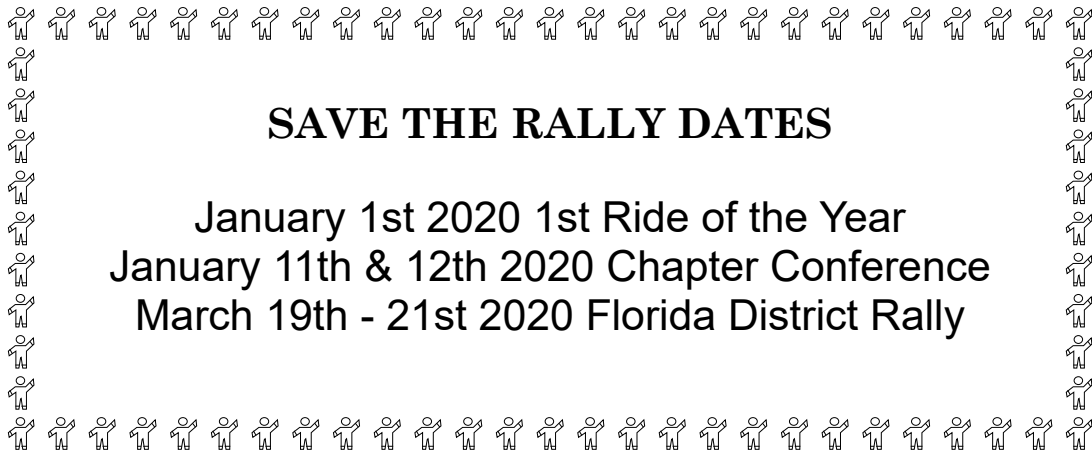 SAVE THE RALLY DATES
January 1st 2020 1st Ride of the Year
January 11th & 12th 2020 Chapter Conference
March 19th - 21st 2020 Florida District Rally